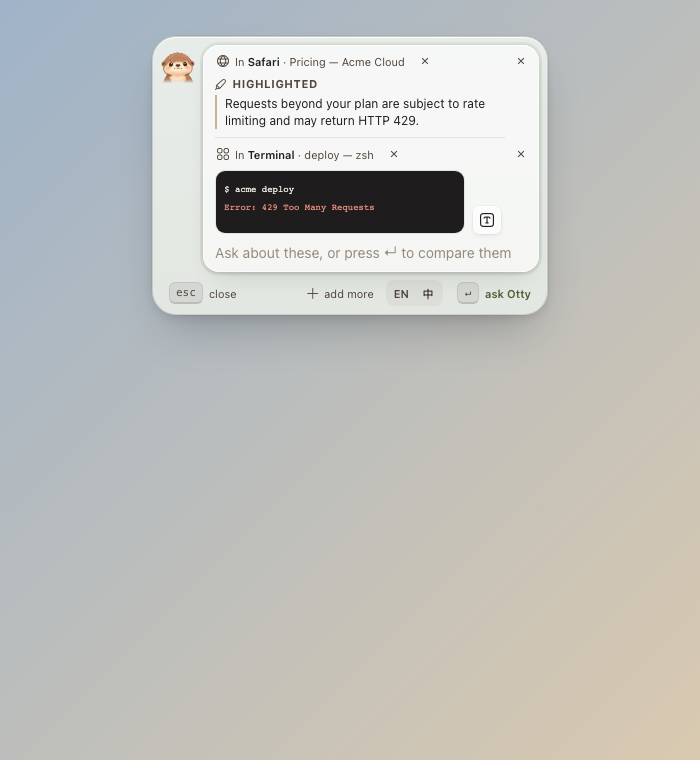 In Safari · Pricing — Acme Cloud × ×
HIGHLIGHTED
Requests beyond your plan are subject to rate
limiting and may return HTTP 429.
In Terminal · deploy — zsh × ×
$ acme deploy
Error: 429 Too Many Requests
T
Ask about these, or press ↵ to compare them
esc close + add more EN 中 ↵ ask Otty